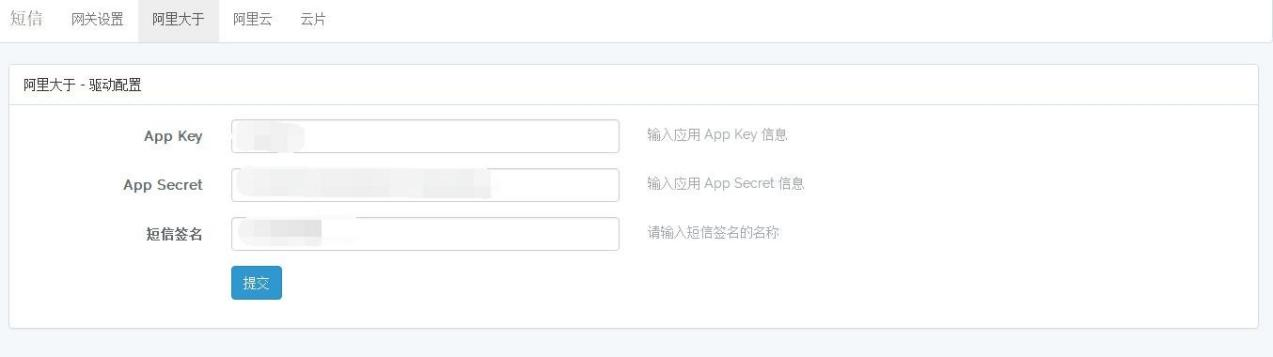 短信 网关设置 阿里大于 阿里云 云片
阿里大于 - 驱动配置
App Key 输入应用 App Key 信息
App Secret 输入应用 App Secret 信息
短信签名 请输入短信签名的名称
提交